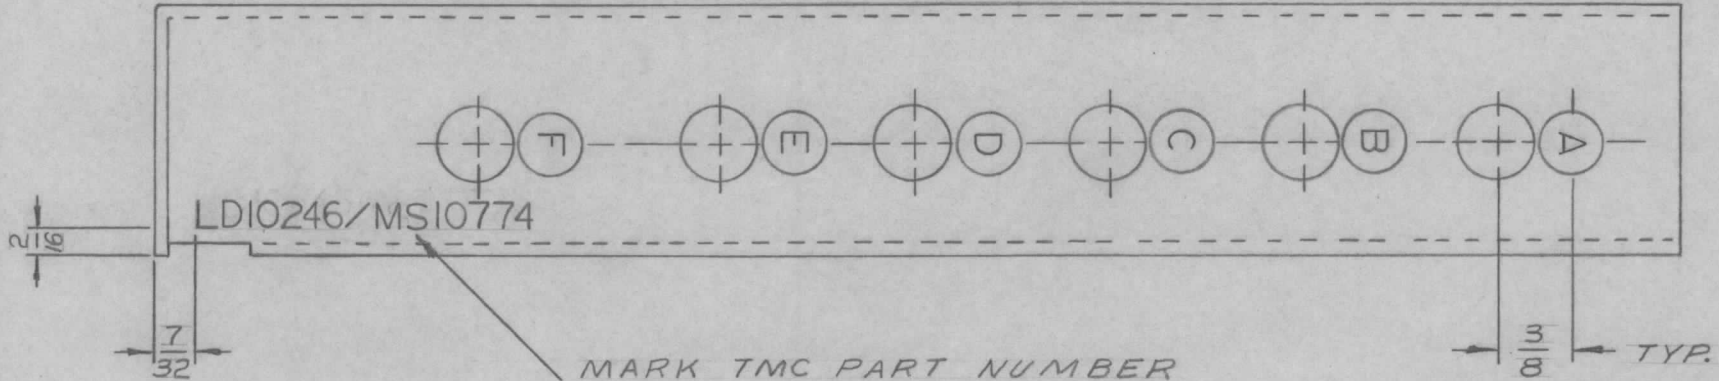 F E D C B A
LD10246/MS10774
2/16
7/32
3/8 TYP.
MARK TMC PART NUMBER